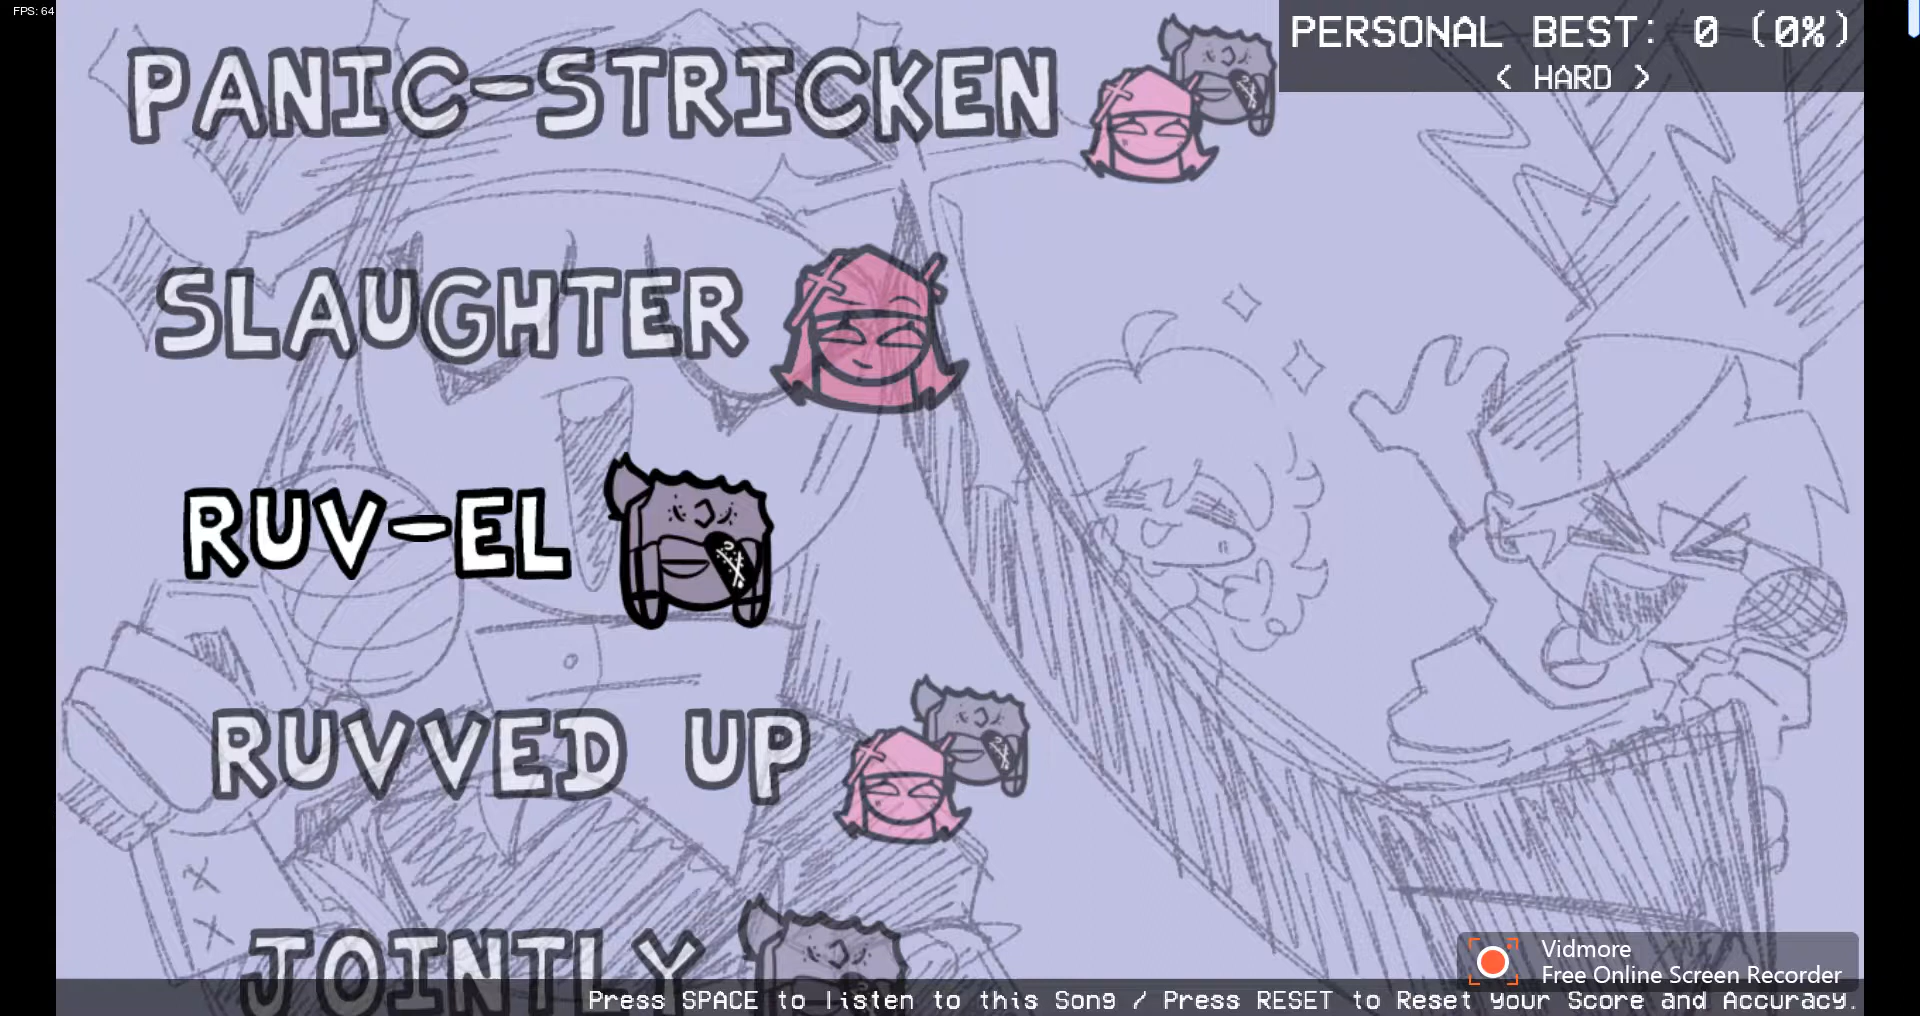 FPS: 64
PERSONAL BEST: 0 (0%)
< HARD >
PANIC-STRICKEN
SLAUGHTER
RUV-EL
RUVVED UP
JOINTLY
Vidmore
Free Online Screen Recorder
Press SPACE to listen to this Song / Press RESET to Reset your Score and Accuracy.